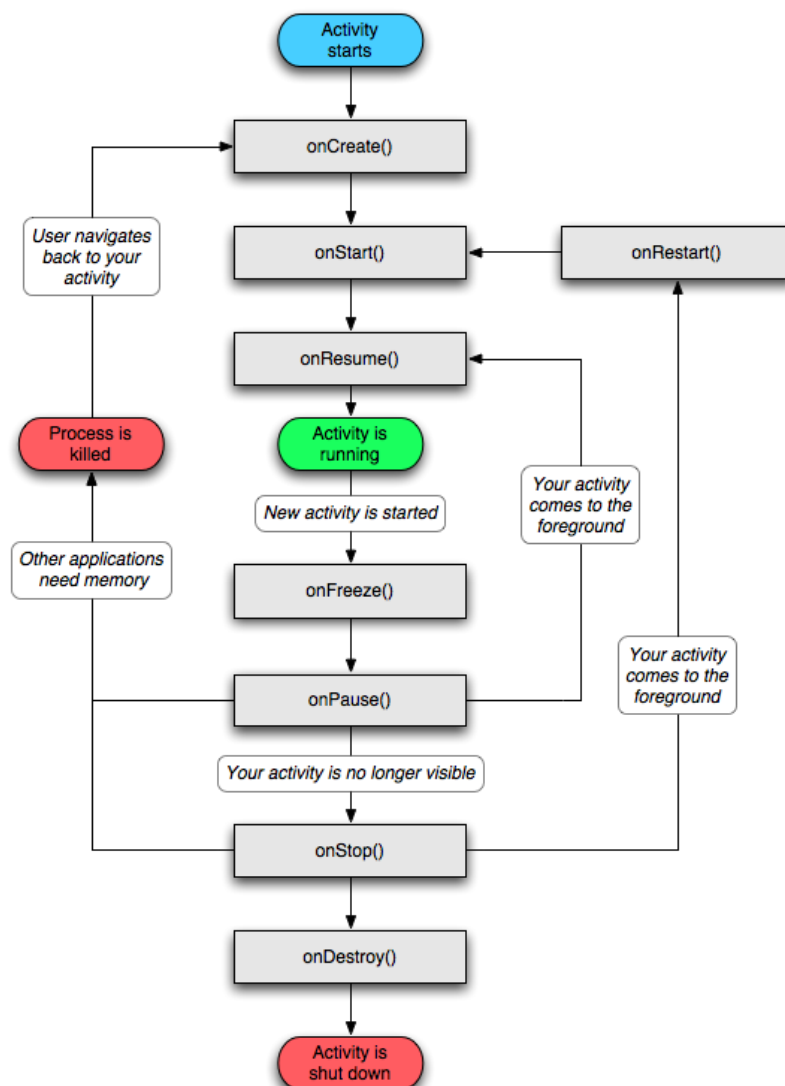 Activity
starts
onCreate()
User navigates
back to your
activity
onStart()
onRestart()
onResume()
Process is
killed
Activity is
running
Your activity
comes to the
foreground
New activity is started
Other applications
need memory
onFreeze()
Your activity
comes to the
foreground
onPause()
Your activity is no longer visible
onStop()
onDestroy()
Activity is
shut down